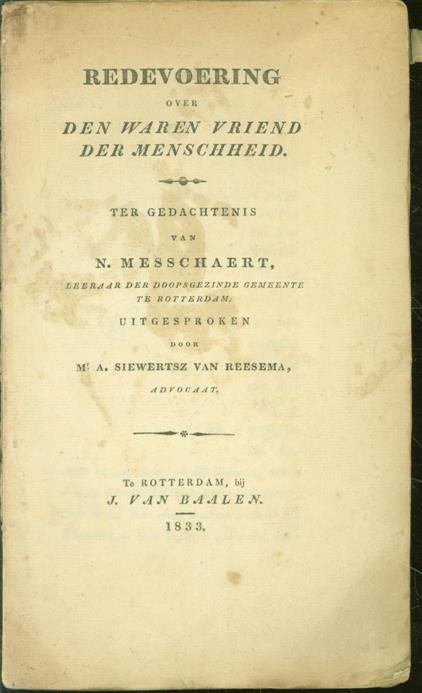 REDEVOERING
OVER
DEN WAREN VRIEND
DER MENSCHHEID.
TER GEDACHTENIS
VAN
N. MESSCHAERT,
LEERAAR DER DOOPSGEZINDE GEMEENTE
TE ROTTERDAM;
UITGESPROKEN
DOOR
Mr A. SIEWERTSZ VAN REESEMA,
ADVOCAAT.
Te ROTTERDAM, bij
J. VAN BAALEN.
1833.